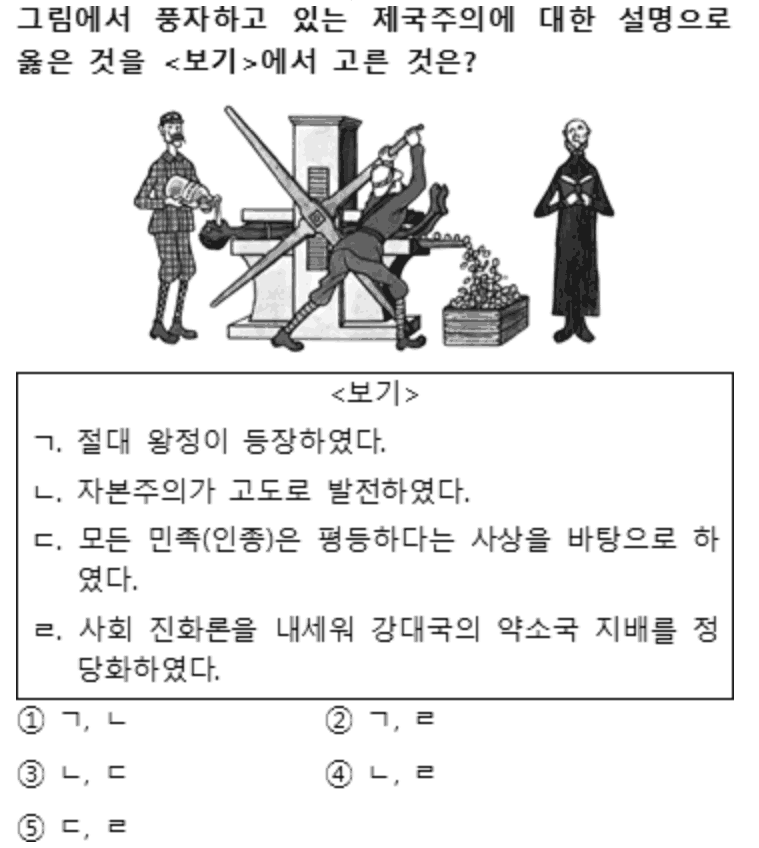 그림에서 풍자하고 있는 제국주의에 대한 설명으로
옳은 것을 <보기>에서 고른 것은?
<보기>
ㄱ. 절대 왕정이 등장하였다.
ㄴ. 자본주의가 고도로 발전하였다.
ㄷ. 모든 민족(인종)은 평등하다는 사상을 바탕으로 하
였다.
ㄹ. 사회 진화론을 내세워 강대국의 약소국 지배를 정
당화하였다.
① ㄱ, ㄴ ② ㄱ, ㄹ
③ ㄴ, ㄷ ④ ㄴ, ㄹ
⑤ ㄷ, ㄹ